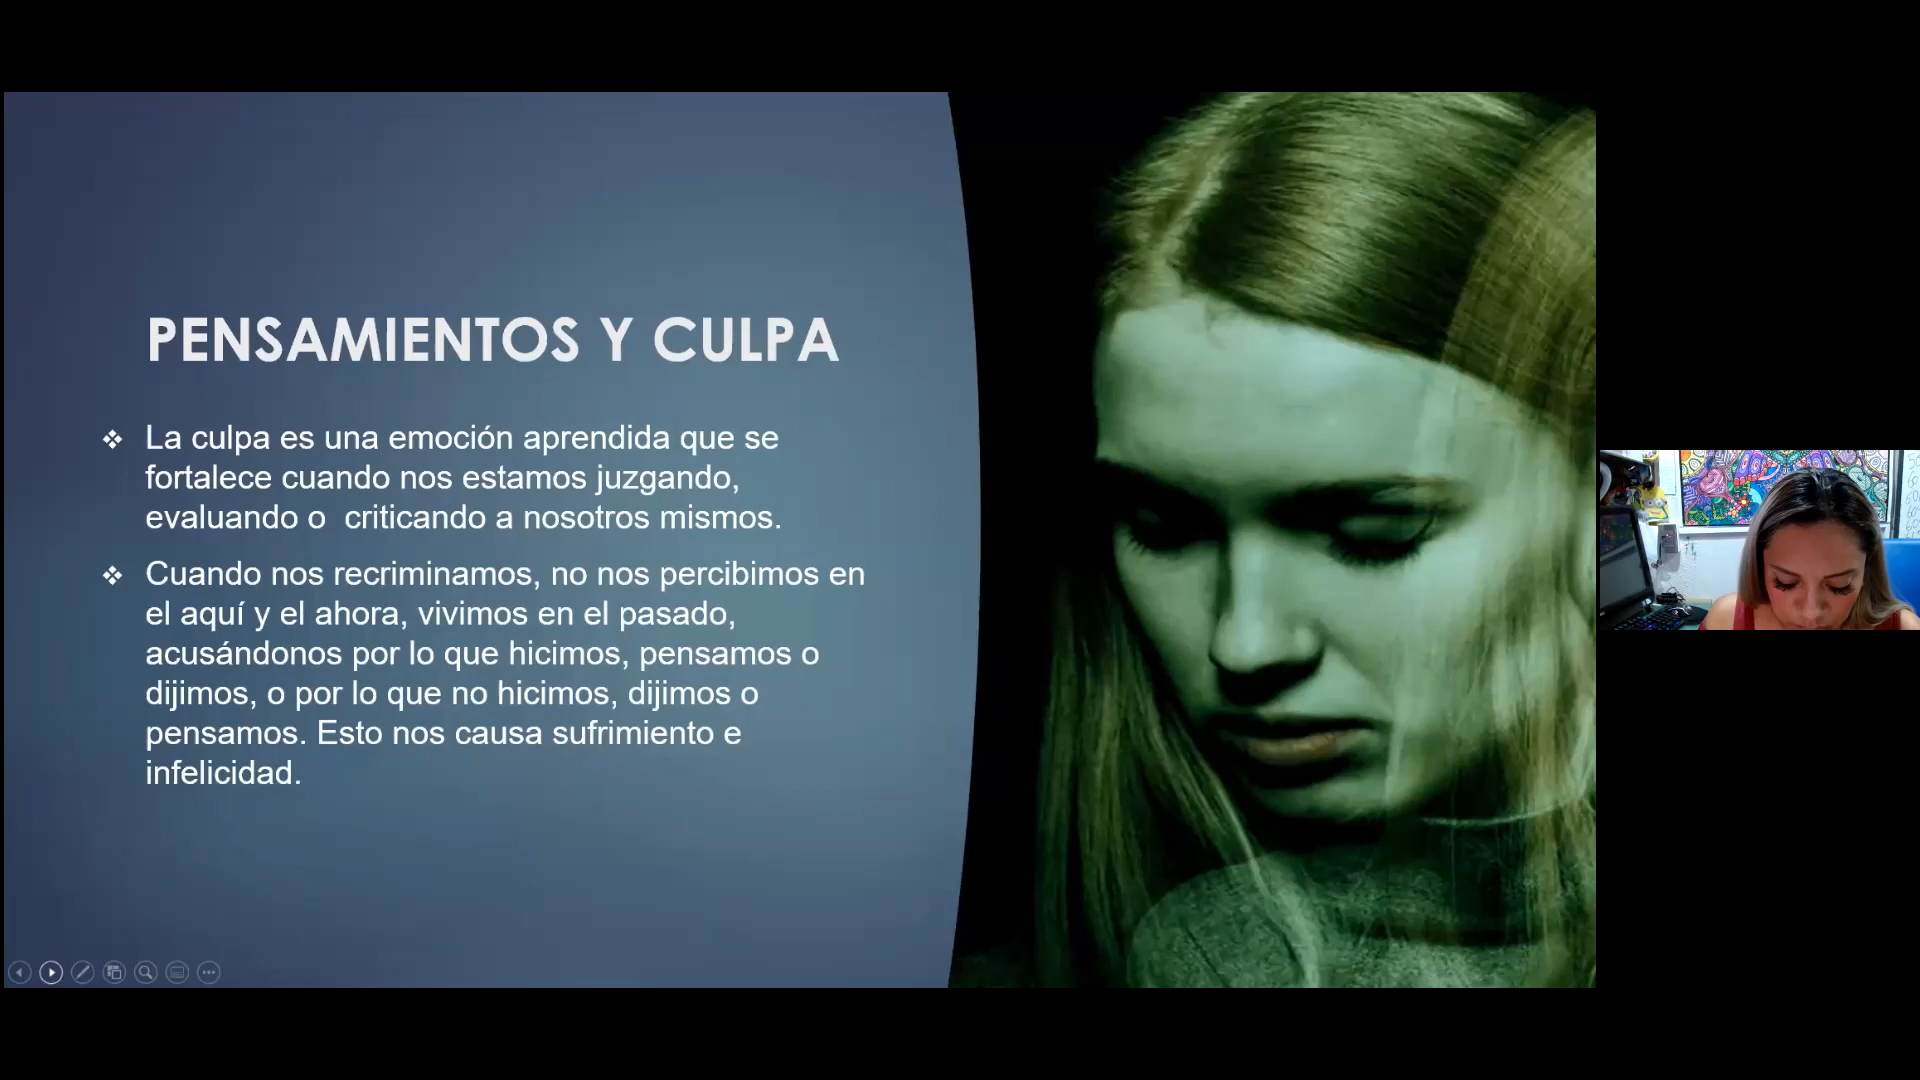 PENSAMIENTOS Y CULPA
❖ La culpa es una emoción aprendida que se
fortalece cuando nos estamos juzgando,
evaluando o  criticando a nosotros mismos.
❖ Cuando nos recriminamos, no nos percibimos en
el aquí y el ahora, vivimos en el pasado,
acusándonos por lo que hicimos, pensamos o
dijimos, o por lo que no hicimos, dijimos o
pensamos. Esto nos causa sufrimiento e
infelicidad.